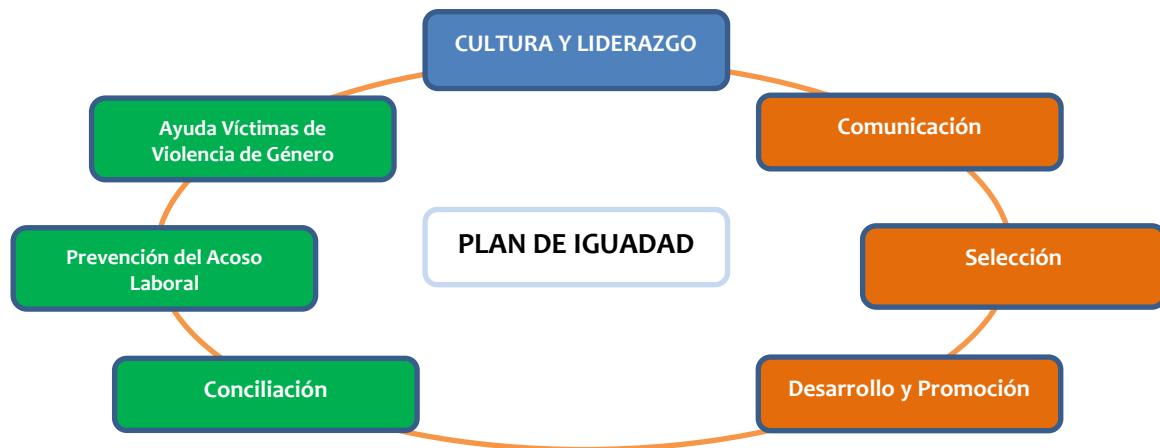 CULTURA Y LIDERAZGO
Ayuda Víctimas de
Violencia de Género
Comunicación
PLAN DE IGUADAD
Prevención del Acoso
Laboral
Selección
Conciliación
Desarrollo y Promoción